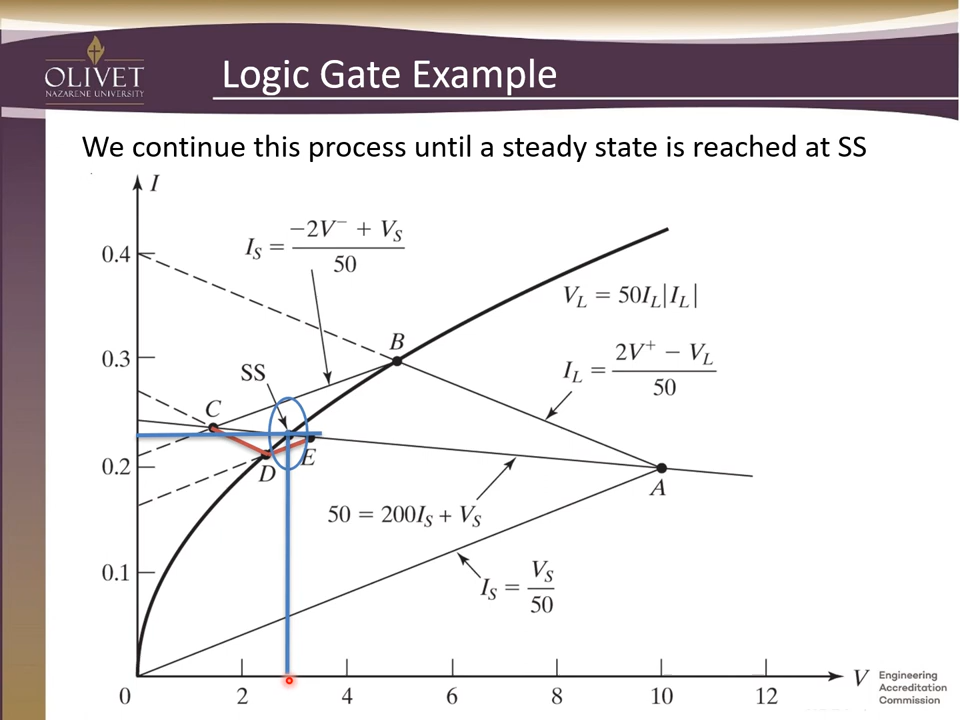 OLIVET
NAZARENE UNIVERSITY
Logic Gate Example
We continue this process until a steady state is reached at SS
I
I_S = (−2V⁻ + V_S) / 50
0.4
V_L = 50I_L|I_L|
B
0.3
I_L = (2V⁺ − V_L) / 50
SS
C
0.2
D
E
A
50 = 200I_S + V_S
0.1
I_S = V_S / 50
V
0 2 4 6 8 10 12
Engineering
Accreditation
Commission